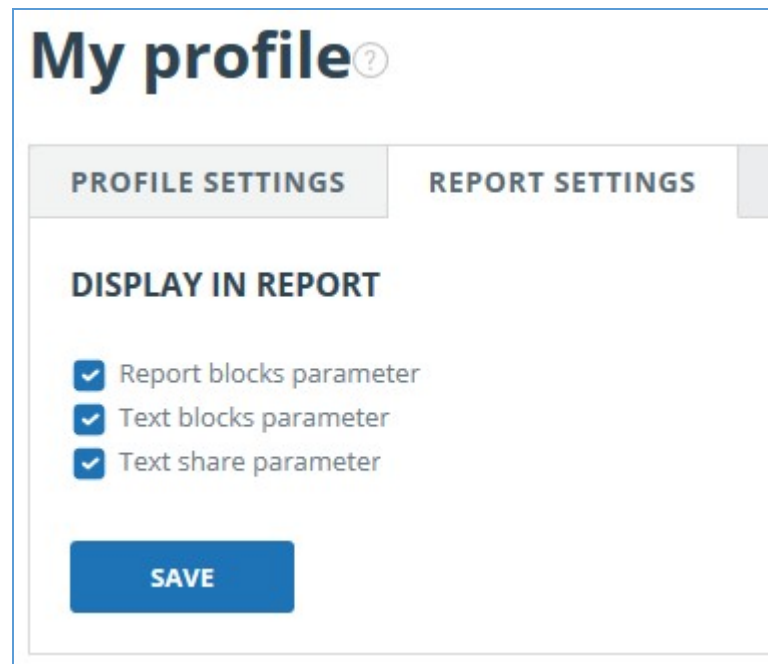 My profile ?
PROFILE SETTINGS REPORT SETTINGS
DISPLAY IN REPORT
Report blocks parameter
Text blocks parameter
Text share parameter
SAVE